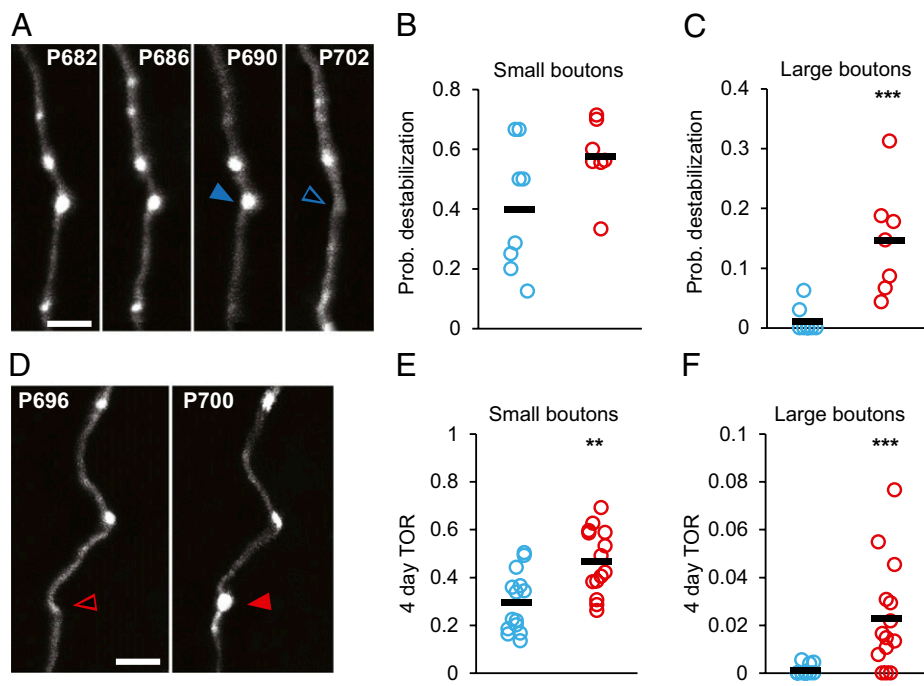 A
P682
P686
P690
P702
B
Small boutons
Prob. destabilization
0.8
0.6
0.4
0.2
0
C
Large boutons
***
Prob. destabilization
0.4
0.3
0.2
0.1
0
D
P696
P700
E
Small boutons
**
4 day TOR
1
0.8
0.6
0.4
0.2
0
F
Large boutons
***
4 day TOR
0.1
0.08
0.06
0.04
0.02
0